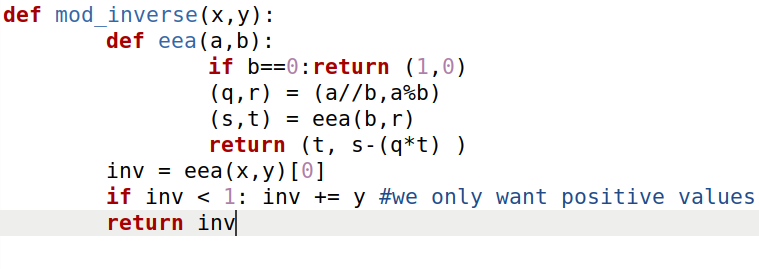 def mod_inverse(x,y):
        def eea(a,b):
                if b==0:return (1,0)
                (q,r) = (a//b,a%b)
                (s,t) = eea(b,r)
                return (t, s-(q*t) )
        inv = eea(x,y)[0]
        if inv < 1: inv += y #we only want positive values
        return inv